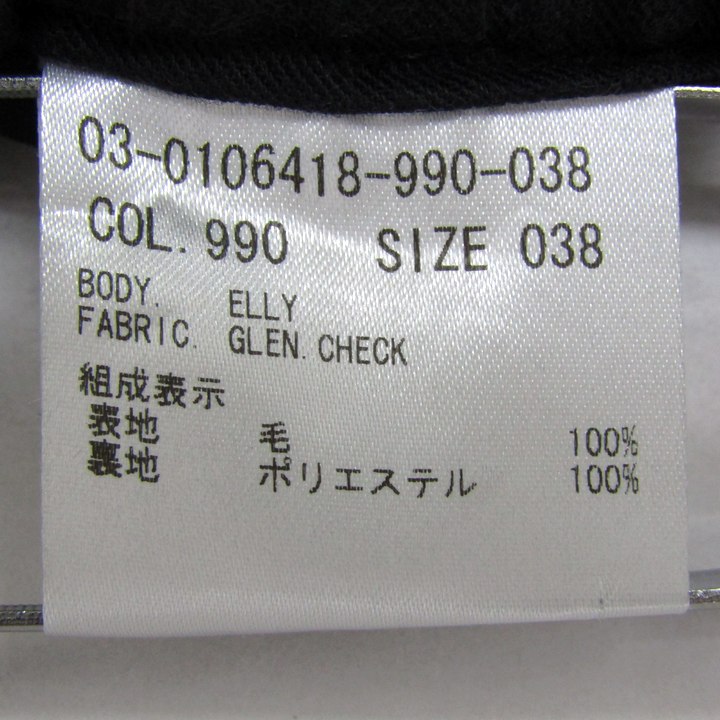 03-0106418-990-038
COL. 990 SIZE 038
BODY. ELLY
FABRIC. GLEN.CHECK
組成表示
表地 毛 100%
裏地 ポリエステル 100%